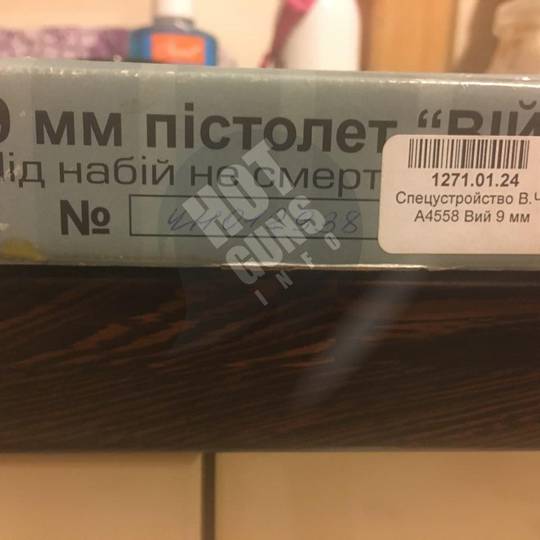 9 мм пістолет "ВІЙ
Під набій не смерт
№
1271.01.24
Спецустройство В.Ч
А4558 Вий 9 мм
HOT
GUNS.
INFO